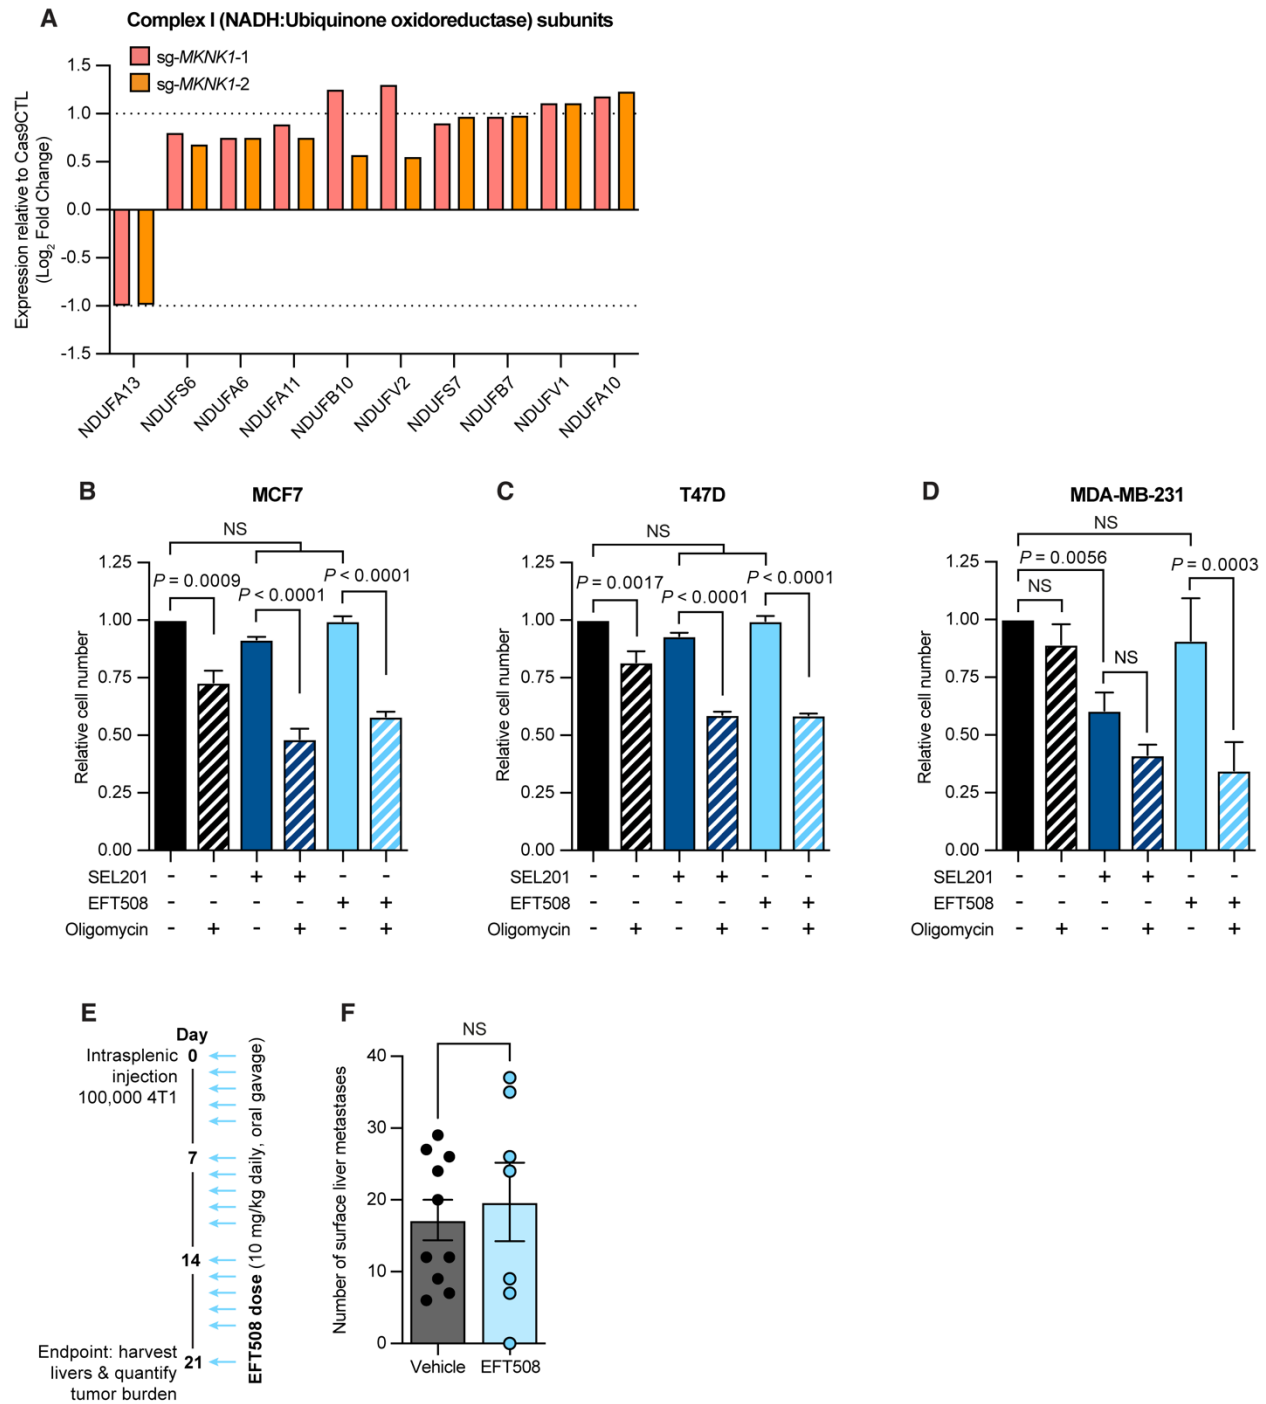 A
Complex I (NADH:Ubiquinone oxidoreductase) subunits
sg-MKNK1-1
sg-MKNK1-2
Expression relative to Cas9CTL
(Log2 Fold Change)
1.5
1.0
0.5
0.0
-0.5
-1.0
-1.5
NDUFA13
NDUFS6
NDUFA6
NDUFA11
NDUFB10
NDUFV2
NDUFS7
NDUFB7
NDUFV1
NDUFA10
B
MCF7
NS
P = 0.0009
P < 0.0001
P < 0.0001
Relative cell number
1.25
1.00
0.75
0.50
0.25
0.00
SEL201 - - + + - -
EFT508 - - - - + +
Oligomycin - + - + - +
C
T47D
NS
P = 0.0017
P < 0.0001
P < 0.0001
Relative cell number
1.25
1.00
0.75
0.50
0.25
0.00
SEL201 - - + + - -
EFT508 - - - - + +
Oligomycin - + - + - +
D
MDA-MB-231
NS
P = 0.0056
P = 0.0003
NS
NS
Relative cell number
1.25
1.00
0.75
0.50
0.25
0.00
SEL201 - - + + - -
EFT508 - - - - + +
Oligomycin - + - + - +
E
Day
Intrasplenic
injection
100,000 4T1
0
7
14
21
Endpoint: harvest
livers & quantify
tumor burden
EFT508 dose (10 mg/kg daily, oral gavage)
F
NS
Number of surface liver metastases
40
30
20
10
0
Vehicle
EFT508